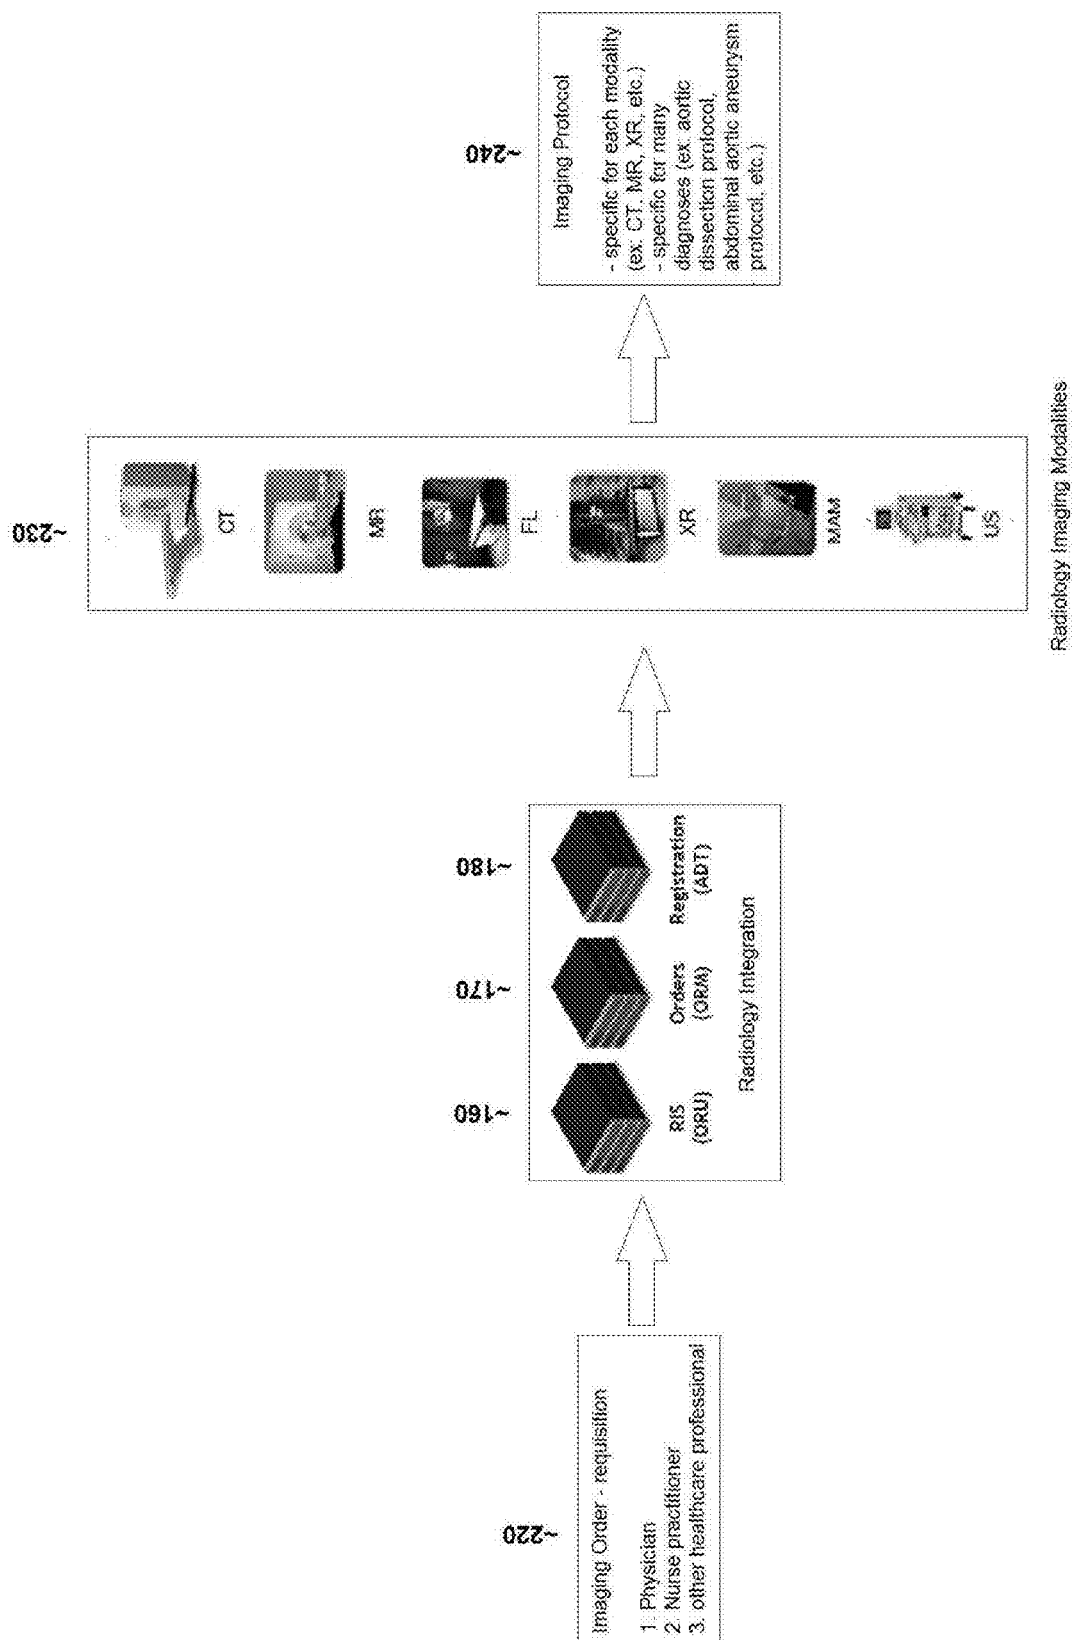 ~220
Imaging Order - requisition
1. Physician
2. Nurse practitioner
3. other healthcare professional
~160
~170
~180
RIS
(ORU)
Orders
(ORM)
Registration
(ADT)
Radiology Integration
~230
CT
MR
FL
XR
MAM
US
Radiology Imaging Modalities
~240
Imaging Protocol
- specific for each modality
(ex. CT, MR, XR, etc.)
- specific for many
diagnoses (ex. aortic
dissection protocol,
abdominal aortic aneurysm
protocol, etc.)